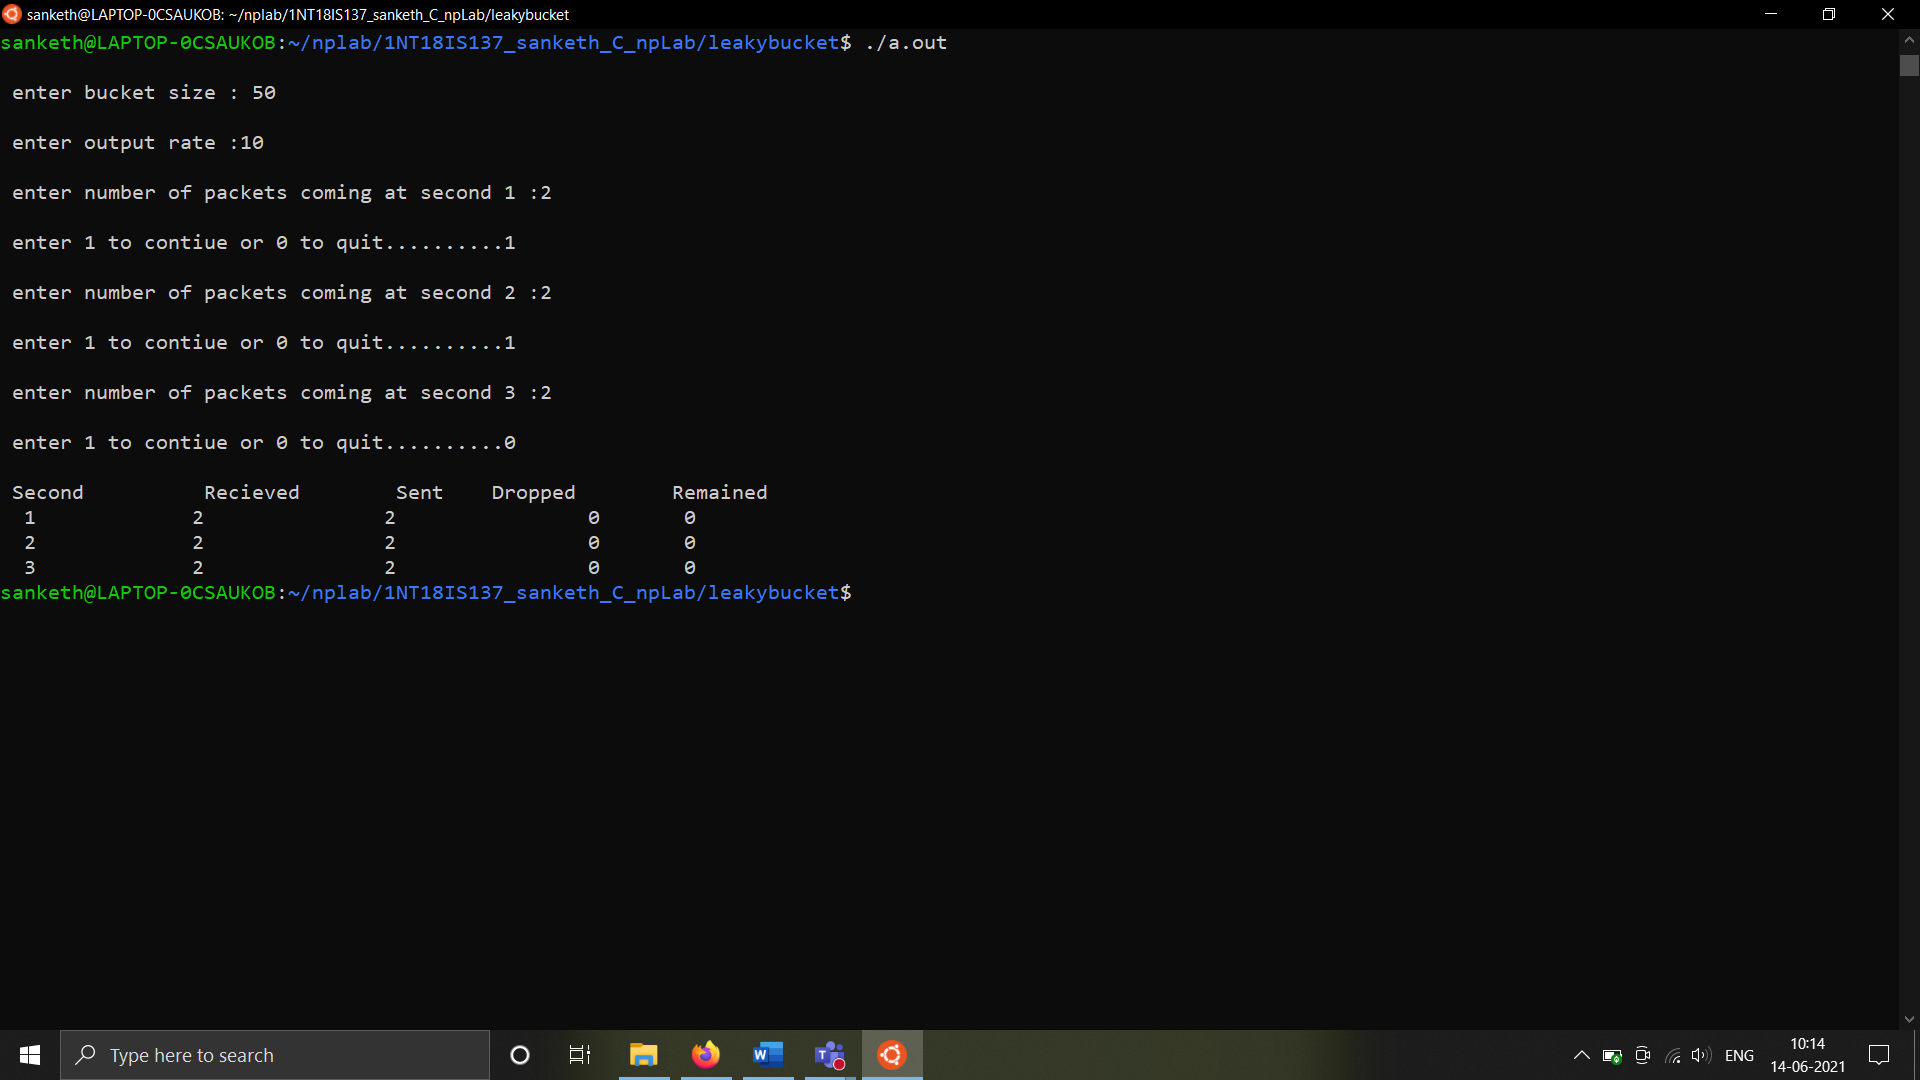 sanketh@LAPTOP-0CSAUKOB: ~/nplab/1NT18IS137_sanketh_C_npLab/leakybucket
sanketh@LAPTOP-0CSAUKOB:~/nplab/1NT18IS137_sanketh_C_npLab/leakybucket$ ./a.out
enter bucket size : 50
enter output rate :10
enter number of packets coming at second 1 :2
enter 1 to contiue or 0 to quit..........1
enter number of packets coming at second 2 :2
enter 1 to contiue or 0 to quit..........1
enter number of packets coming at second 3 :2
enter 1 to contiue or 0 to quit..........0
Second Recieved Sent Dropped Remained
1 2 2 0 0
2 2 2 0 0
3 2 2 0 0
sanketh@LAPTOP-0CSAUKOB:~/nplab/1NT18IS137_sanketh_C_npLab/leakybucket$
Type here to search
W
T
ENG
10:14
14-06-2021